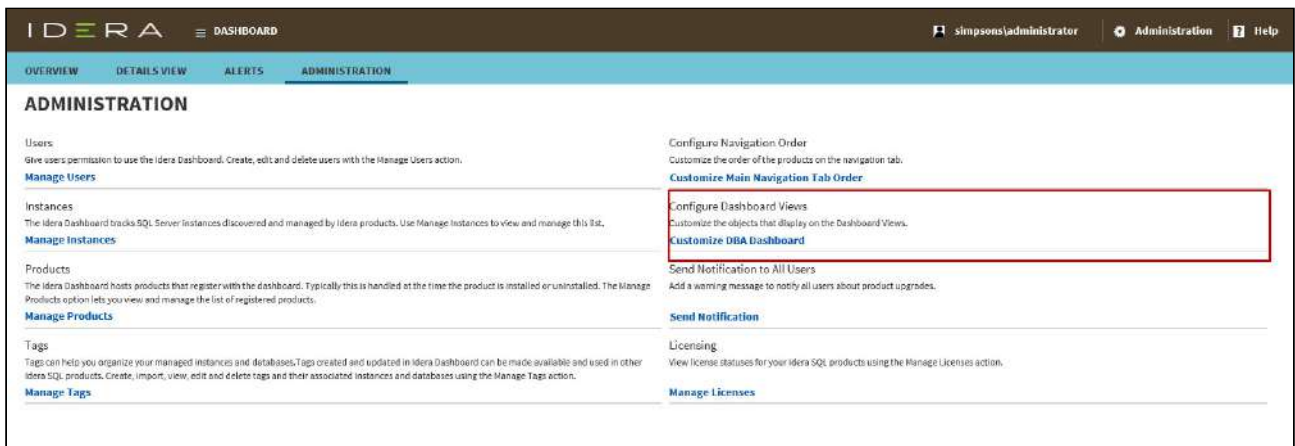 IDERA
DASHBOARD
simpsons\administrator
Administration
Help
OVERVIEW
DETAILS VIEW
ALERTS
ADMINISTRATION
ADMINISTRATION
Users
Give users permission to use the Idera Dashboard. Create, edit and delete users with the Manage Users action.
Manage Users
Instances
The Idera Dashboard tracks SQL Server instances discovered and managed by Idera products. Use Manage Instances to view and manage this list.
Manage Instances
Products
The Idera Dashboard hosts products that register with the dashboard. Typically this is handled at the time the product is installed or uninstalled. The Manage
Products option lets you view and manage the list of registered products.
Manage Products
Tags
Tags can help you organize your managed instances and databases.Tags created and updated in Idera Dashboard can be made available and used in other
Idera SQL products. Create, import, view, edit and delete tags and their associated instances and databases using the Manage Tags action.
Manage Tags
Configure Navigation Order
Customize the order of the products on the navigation tab.
Customize Main Navigation Tab Order
Configure Dashboard Views
Customize the objects that display on the Dashboard Views.
Customize DBA Dashboard
Send Notification to All Users
Add a warning message to notify all users about product upgrades.
Send Notification
Licensing
View license statuses for your Idera SQL products using the Manage Licenses action.
Manage Licenses